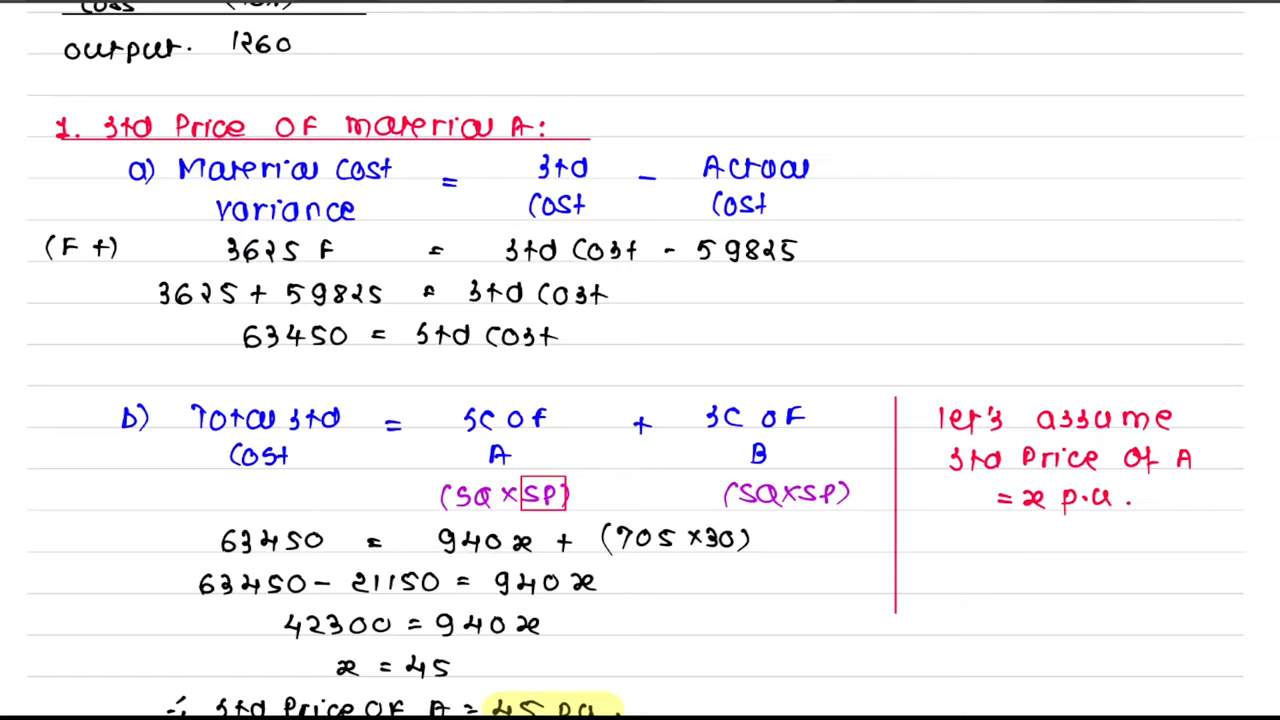 Output. 1260
1. Std Price Of Material A:
a) Material Cost Variance = Std Cost - Actual Cost
(F +) 3625 F = Std Cost - 59825
3625 + 59825 = Std Cost
63450 = Std Cost
b) Total Std Cost = SC Of A + SC Of B
(SQ × SP) (SQ×SP)
63450 = 940x + (705 ×30)
63450 - 21150 = 940x
42300 = 940x
x = 45
∴ Std Price Of A = 45 p.u.
Let's assume
Std Price Of A
= x p.u.